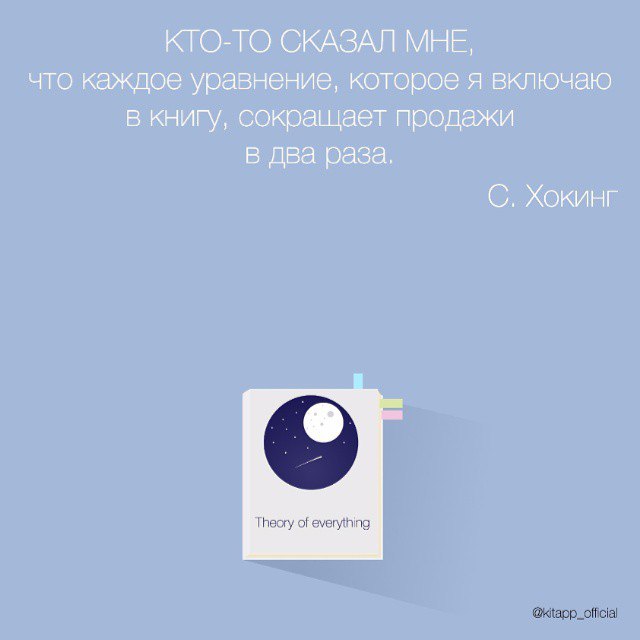 КТО-ТО СКАЗАЛ МНЕ,
что каждое уравнение, которое я включаю
в книгу, сокращает продажи
в два раза.
С. Хокинг
Theory of everything
@kitapp_official